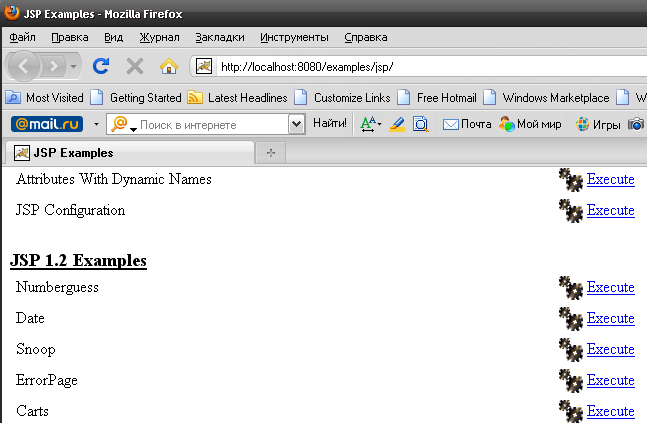 JSP Examples - Mozilla Firefox
Файл Правка Вид Журнал Закладки Инструменты Справка
http://localhost:8080/examples/jsp/
Most Visited Getting Started Latest Headlines Customize Links Free Hotmail Windows Marketplace W
@mail.ru Поиск в интернете Найти! Почта Мой мир Игры
JSP Examples
Attributes With Dynamic Names Execute
JSP Configuration Execute
JSP 1.2 Examples
Numberguess Execute
Date Execute
Snoop Execute
ErrorPage Execute
Carts Execute